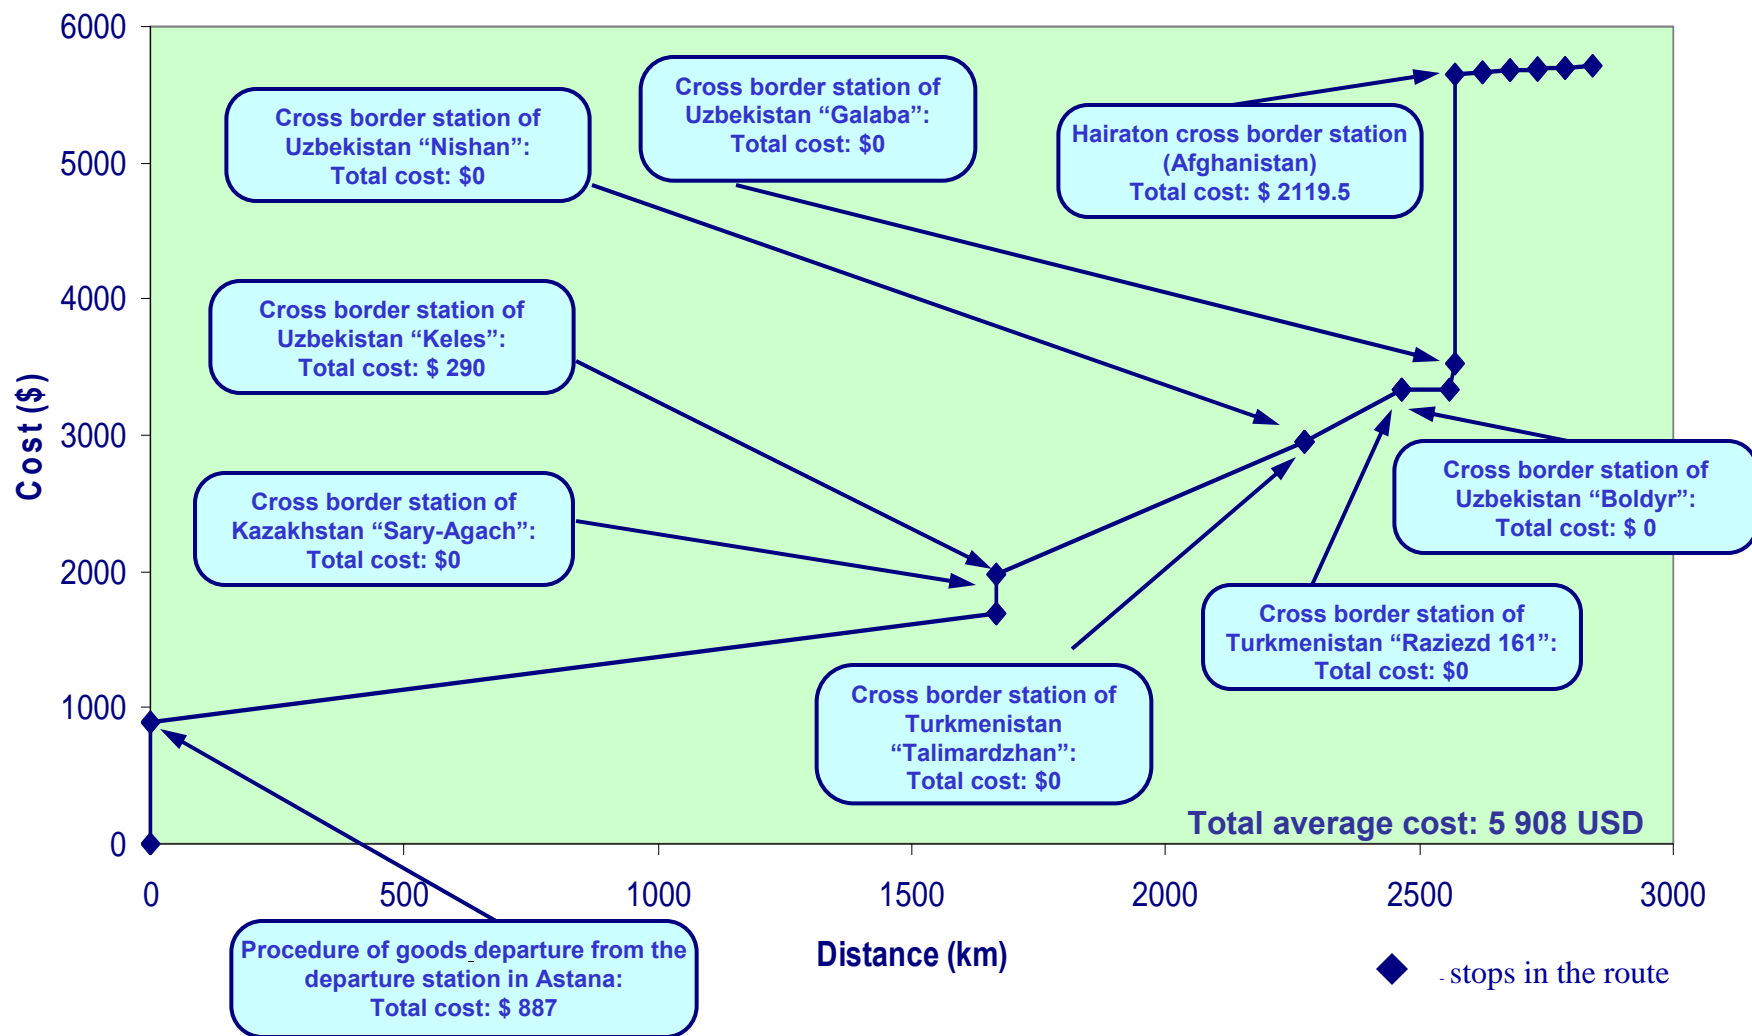 6000
5000
4000
3000
2000
1000
0
Cost ($)
Cross border station of
Uzbekistan “Nishan”:
Total cost: $0
Cross border station of
Uzbekistan “Galaba”:
Total cost: $0
Hairaton cross border station
(Afghanistan)
Total cost: $ 2119.5
Cross border station of
Uzbekistan “Keles”:
Total cost: $ 290
Cross border station of
Kazakhstan “Sary-Agach”:
Total cost: $0
Cross border station of
Uzbekistan “Boldyr”:
Total cost: $ 0
Cross border station of
Turkmenistan “Raziezd 161”:
Total cost: $0
Cross border station of
Turkmenistan
“Talimardzhan”:
Total cost: $0
Total average cost: 5 908 USD
0 500 1000 1500 2000 2500 3000
Distance (km)
Procedure of goods departure from the
departure station in Astana:
Total cost: $ 887
- stops in the route